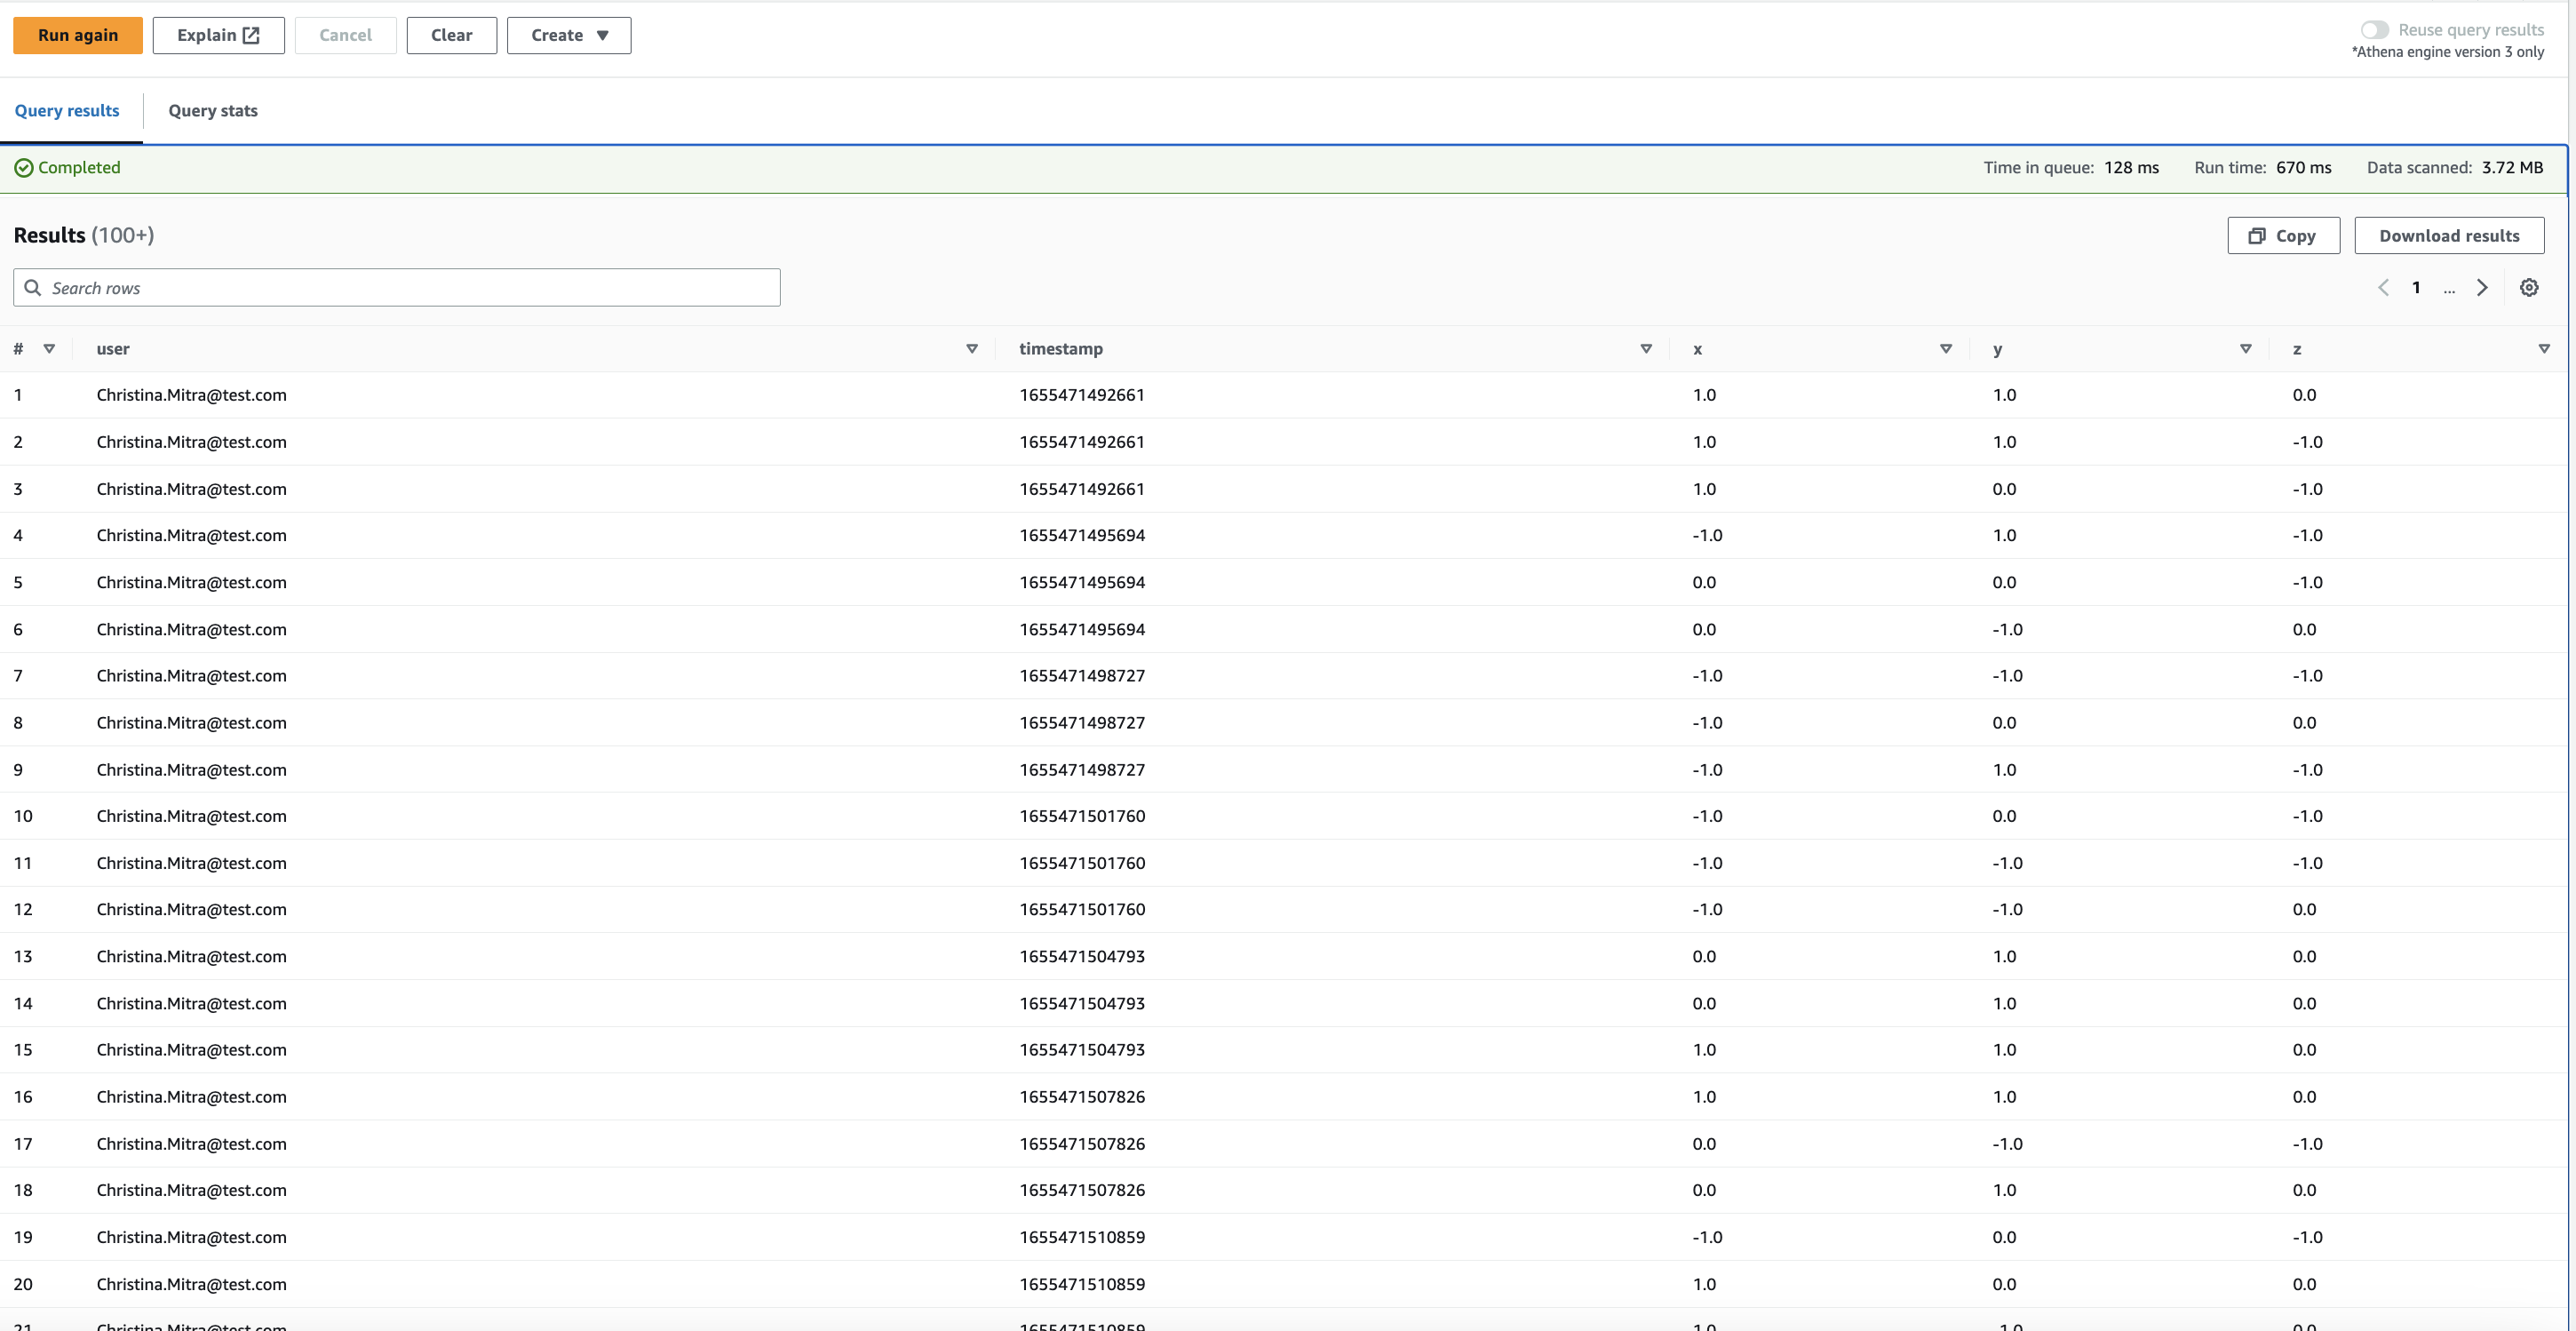 Run again Explain Cancel Clear Create Reuse query results
*Athena engine version 3 only
Query results Query stats
Completed Time in queue: 128 ms Run time: 670 ms Data scanned: 3.72 MB
Results (100+) Copy Download results
Search rows 1 ...
# user timestamp x y z
1 Christina.Mitra@test.com 1655471492661 1.0 1.0 0.0
2 Christina.Mitra@test.com 1655471492661 1.0 1.0 -1.0
3 Christina.Mitra@test.com 1655471492661 1.0 0.0 -1.0
4 Christina.Mitra@test.com 1655471495694 -1.0 1.0 -1.0
5 Christina.Mitra@test.com 1655471495694 0.0 0.0 -1.0
6 Christina.Mitra@test.com 1655471495694 0.0 -1.0 0.0
7 Christina.Mitra@test.com 1655471498727 -1.0 -1.0 -1.0
8 Christina.Mitra@test.com 1655471498727 -1.0 0.0 0.0
9 Christina.Mitra@test.com 1655471498727 -1.0 1.0 -1.0
10 Christina.Mitra@test.com 1655471501760 -1.0 0.0 -1.0
11 Christina.Mitra@test.com 1655471501760 -1.0 -1.0 -1.0
12 Christina.Mitra@test.com 1655471501760 -1.0 -1.0 0.0
13 Christina.Mitra@test.com 1655471504793 0.0 1.0 0.0
14 Christina.Mitra@test.com 1655471504793 0.0 1.0 0.0
15 Christina.Mitra@test.com 1655471504793 1.0 1.0 0.0
16 Christina.Mitra@test.com 1655471507826 1.0 1.0 0.0
17 Christina.Mitra@test.com 1655471507826 0.0 -1.0 -1.0
18 Christina.Mitra@test.com 1655471507826 0.0 1.0 0.0
19 Christina.Mitra@test.com 1655471510859 -1.0 0.0 -1.0
20 Christina.Mitra@test.com 1655471510859 1.0 0.0 0.0
21 Christina.Mitra@test.com 1655471510859 1.0 -1.0 0.0